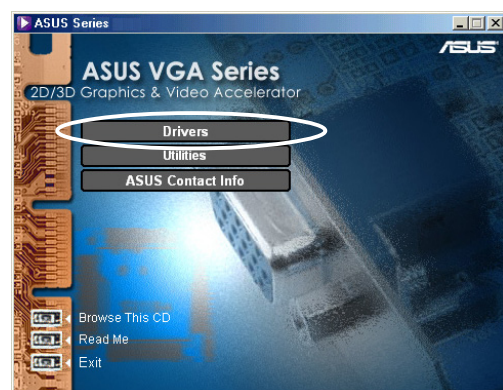 ASUS Series
ASUS
ASUS VGA Series
2D/3D Graphics & Video Accelerator
Drivers
Utilities
ASUS Contact Info
Browse This CD
Read Me
Exit